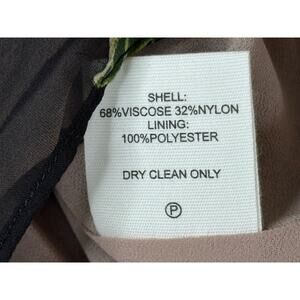 SHELL:
68%VISCOSE 32%NYLON
LINING:
100%POLYESTER
DRY CLEAN ONLY
P